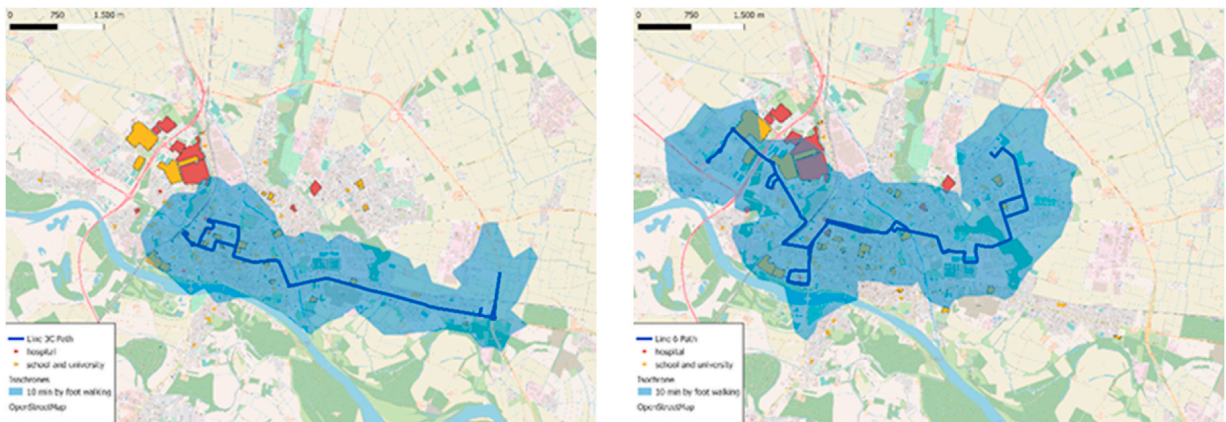 0 750 1.500 m
Line 3C Path
hospital
school and university
Isochrone
10 min by foot walking
OpenStreetMap
0 750 1.500 m
Line 6 Path
hospital
school and university
Isochrone
10 min by foot walking
OpenStreetMap